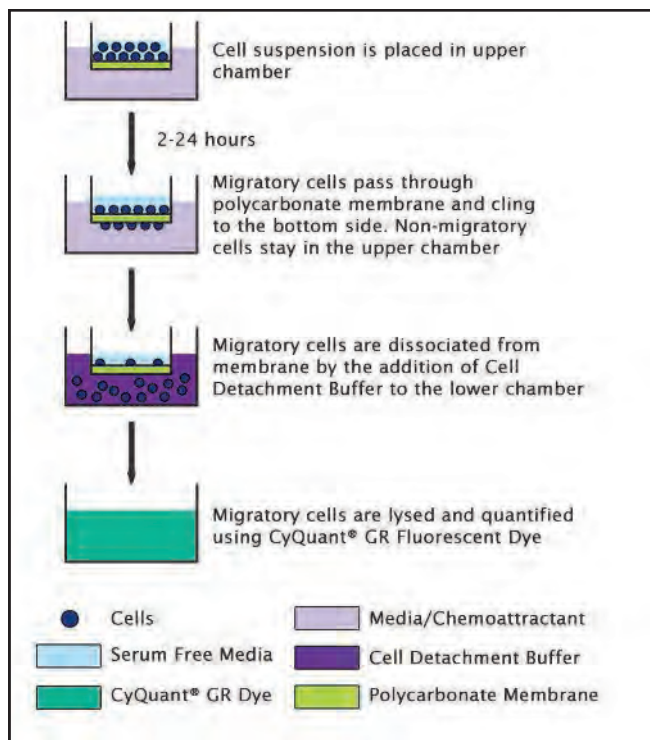 Cell suspension is placed in upper
chamber
2-24 hours
Migratory cells pass through
polycarbonate membrane and cling
to the bottom side. Non-migratory
cells stay in the upper chamber
Migratory cells are dissociated from
membrane by the addition of Cell
Detachment Buffer to the lower chamber
Migratory cells are lysed and quantified
using CyQuant® GR Fluorescent Dye
Cells
Media/Chemoattractant
Serum Free Media
Cell Detachment Buffer
CyQuant® GR Dye
Polycarbonate Membrane